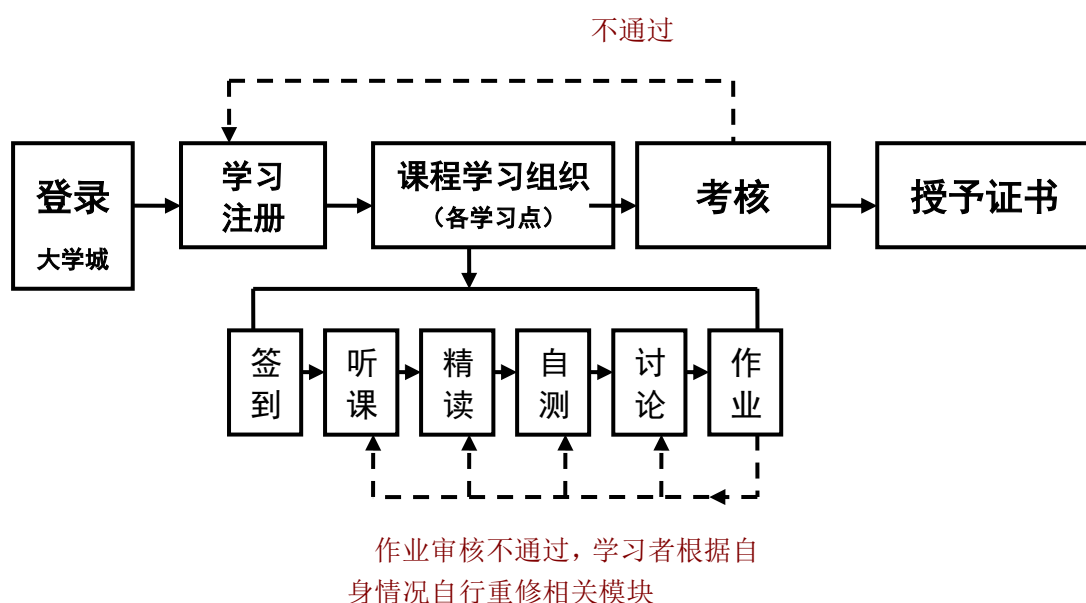 不通过
登录
大学城
学习
注册
课程学习组织
（各学习点）
考核
授予证书
签
到
听
课
精
读
自
测
讨
论
作
业
作业审核不通过，学习者根据自
身情况自行重修相关模块